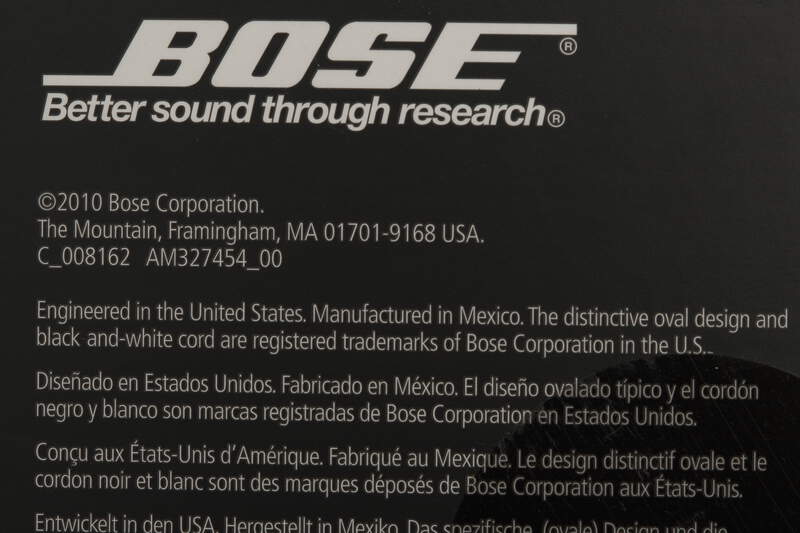 BOSE®
Better sound through research®
©2010 Bose Corporation.
The Mountain, Framingham, MA 01701-9168 USA.
C_008162 AM327454_00
Engineered in the United States. Manufactured in Mexico. The distinctive oval design and
black and-white cord are registered trademarks of Bose Corporation in the U.S.
Diseñado en Estados Unidos. Fabricado en México. El diseño ovalado típico y el cordón
negro y blanco son marcas registradas de Bose Corporation en Estados Unidos.
Conçu aux États-Unis d'Amérique. Fabriqué au Mexique. Le design distinctif ovale et le
cordon noir et blanc sont des marques déposés de Bose Corporation aux États-Unis.
Entwickelt in den USA. Hergestellt in Mexiko. Das spezifische, (ovale) Design und die